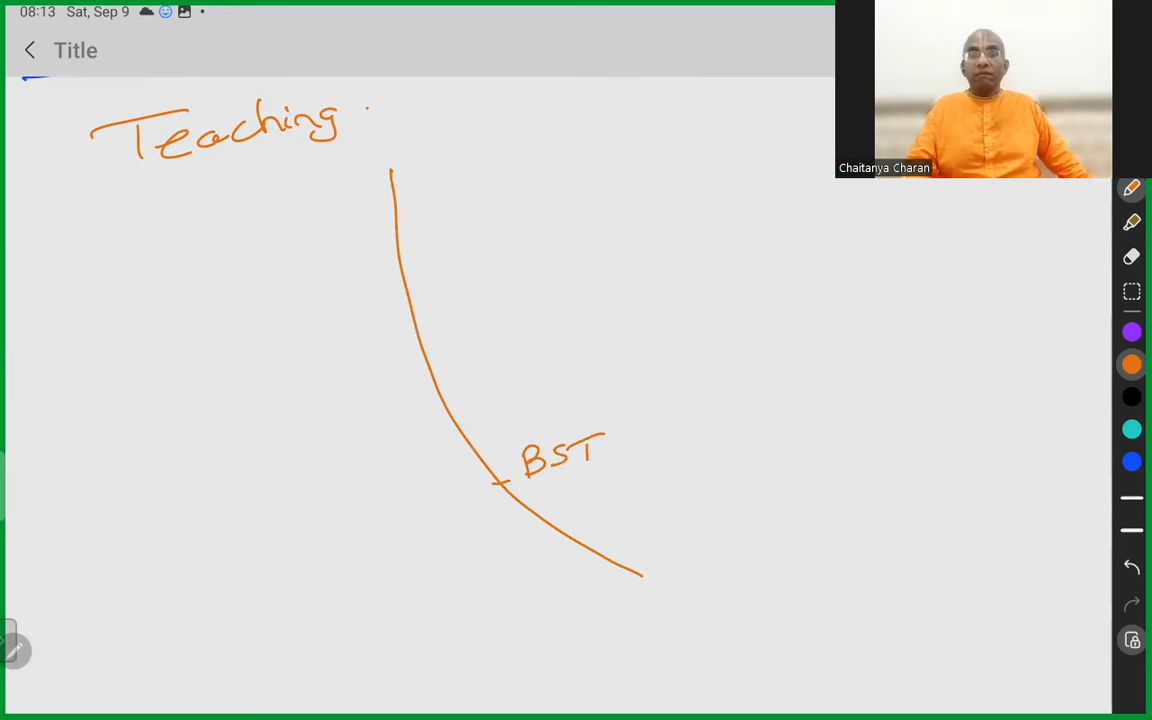 08:13 Sat, Sep 9
Title
Chaitanya Charan
Teaching
BST